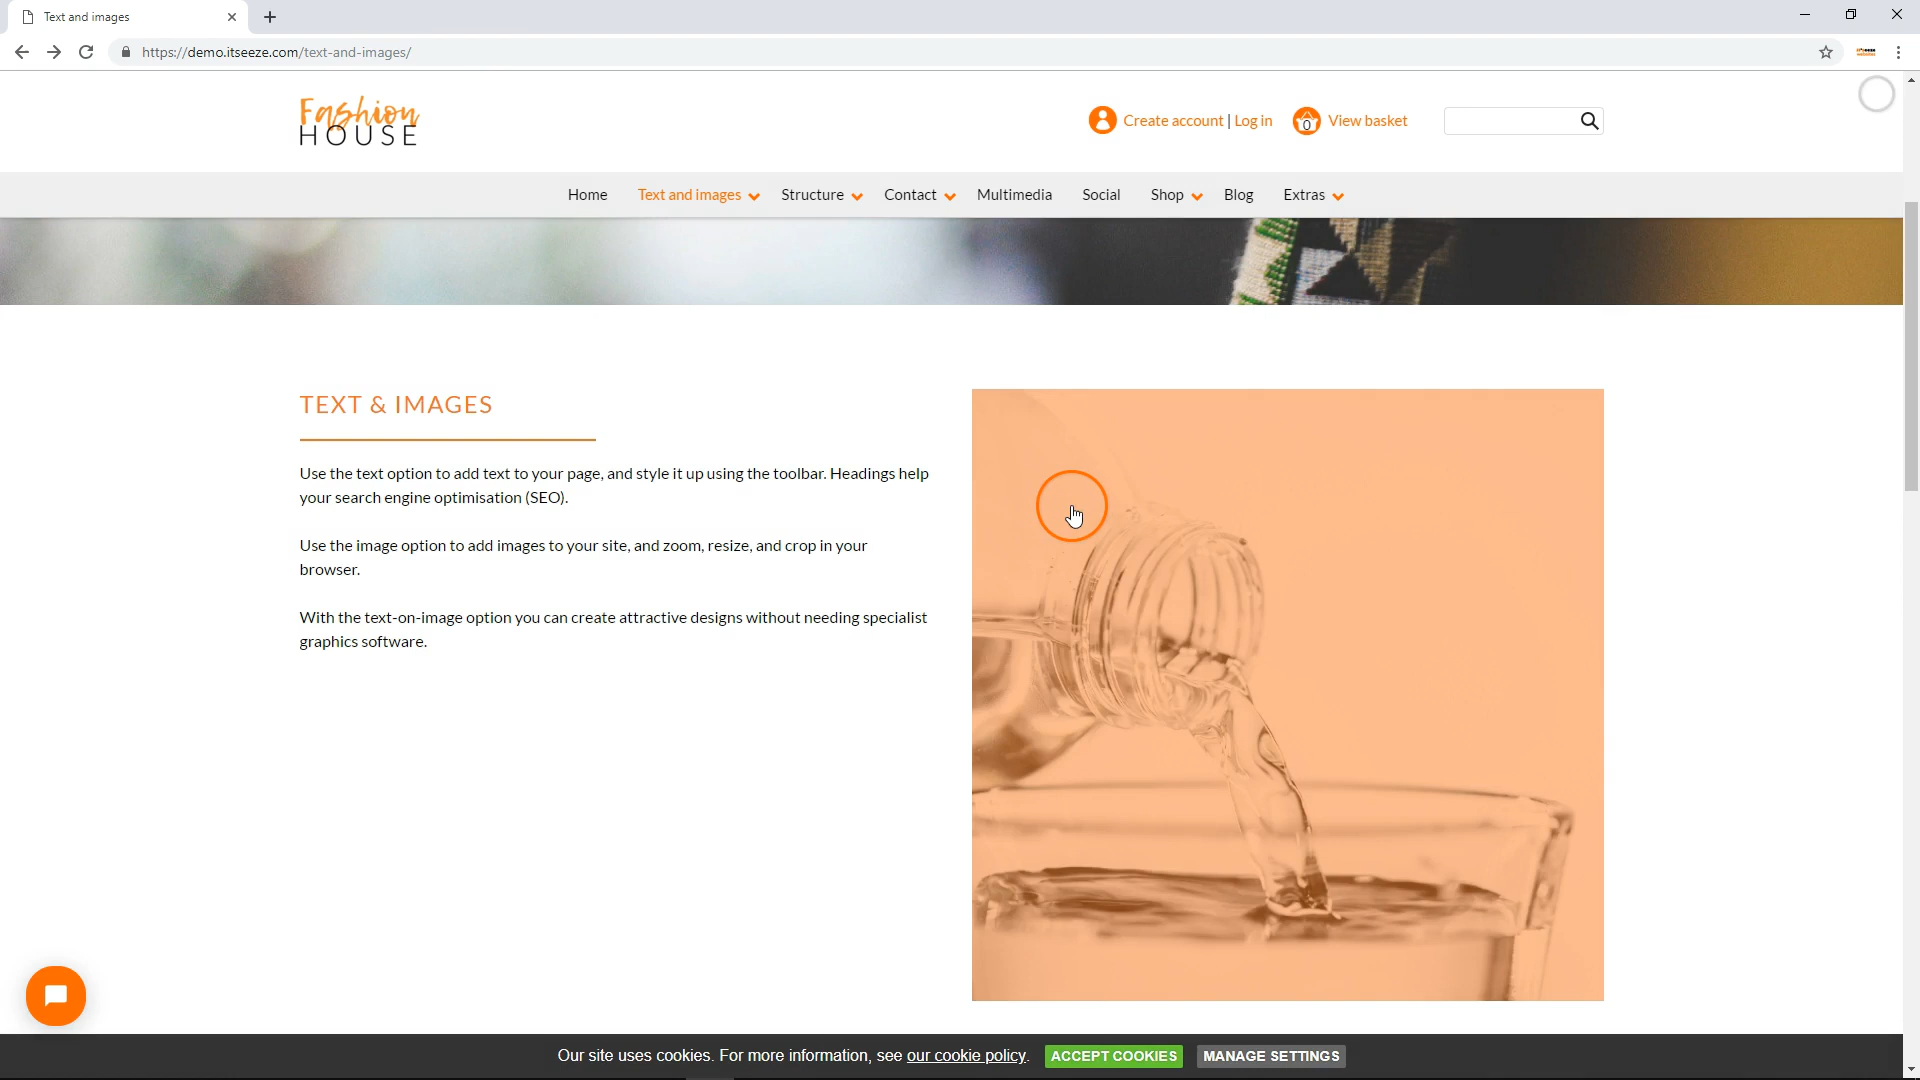 Text and images
https://demo.itseeze.com/text-and-images/
Fashion
HOUSE
Create account | Log in
0
View basket
Home Text and images Structure Contact Multimedia Social Shop Blog Extras
TEXT & IMAGES
Use the text option to add text to your page, and style it up using the toolbar. Headings help
your search engine optimisation (SEO).
Use the image option to add images to your site, and zoom, resize, and crop in your
browser.
With the text-on-image option you can create attractive designs without needing specialist
graphics software.
Our site uses cookies. For more information, see our cookie policy. ACCEPT COOKIES MANAGE SETTINGS